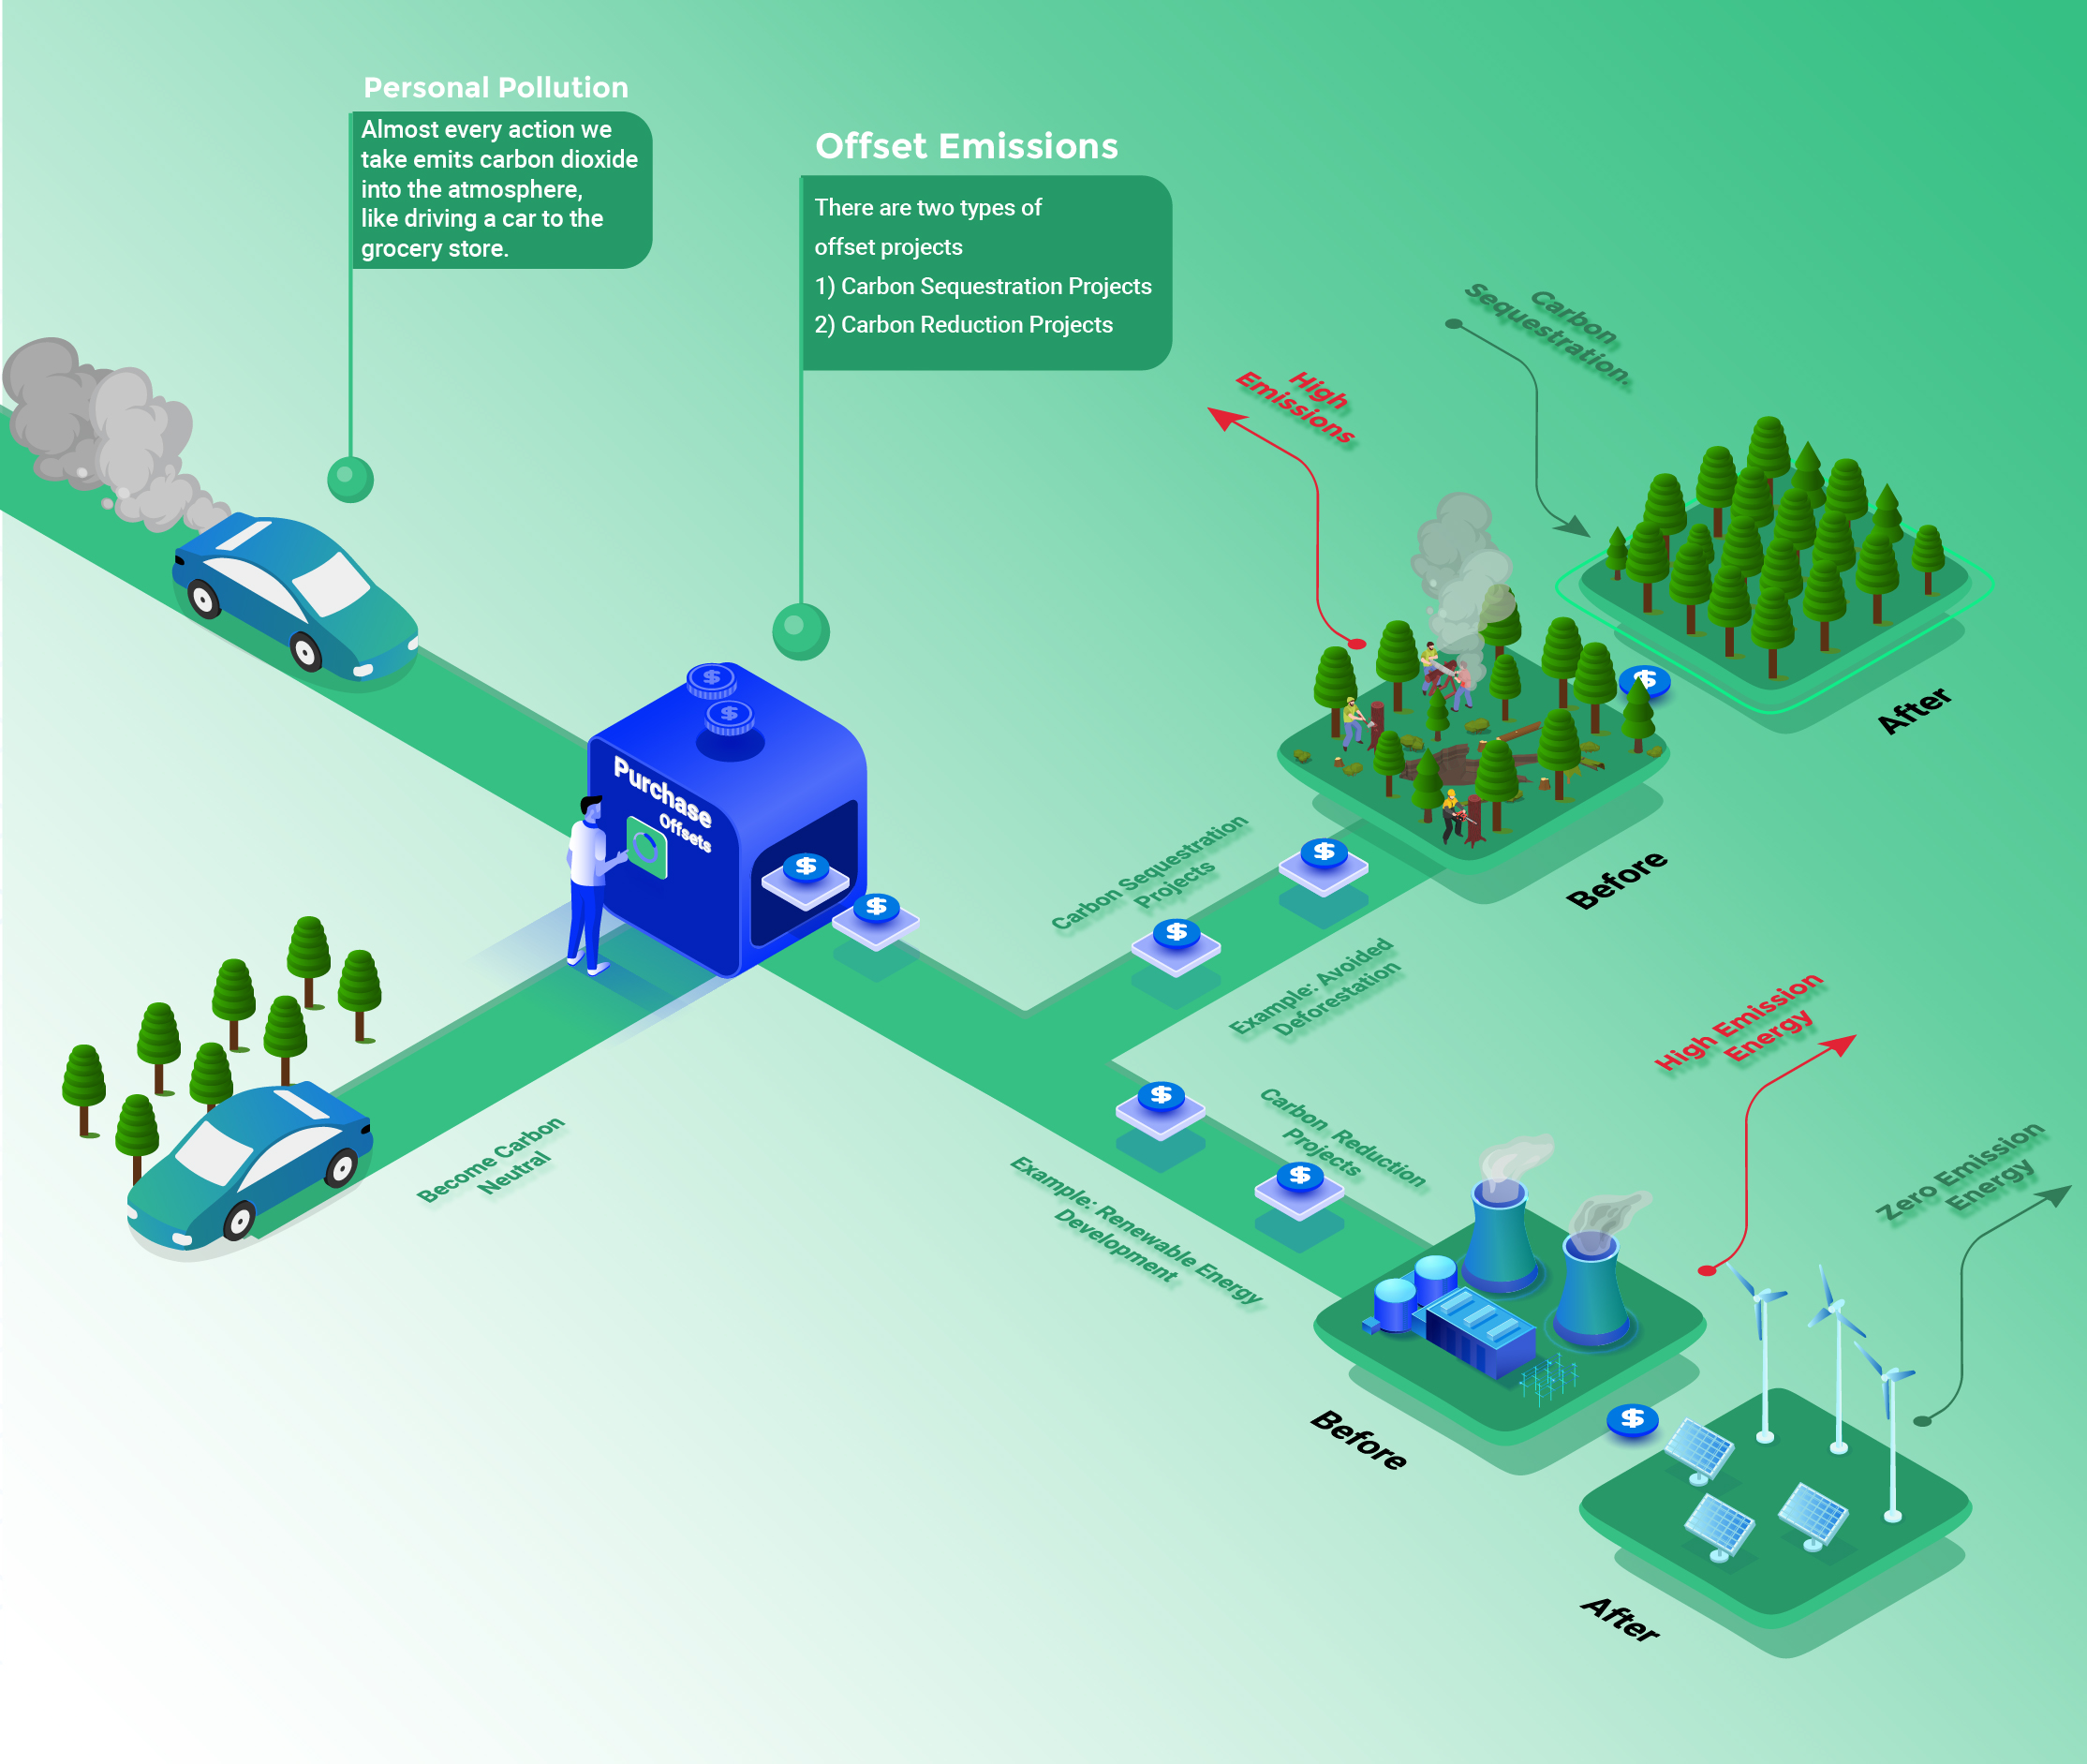 Personal Pollution
Almost every action we
take emits carbon dioxide
into the atmosphere,
like driving a car to the
grocery store.
Offset Emissions
There are two types of
offset projects
1) Carbon Sequestration Projects
2) Carbon Reduction Projects
Carbon
Sequestration.
High
Emissions
After
Before
Purchase
Offsets
$
$
$
$
$
$
$
$
$
$
Carbon Sequestration
Projects
Example: Avoided
Deforestation
High Emission
Energy
Carbon Reduction
Projects
Example: Renewable Energy
Development
Zero Emission
Energy
Become Carbon
Neutral
Before
After